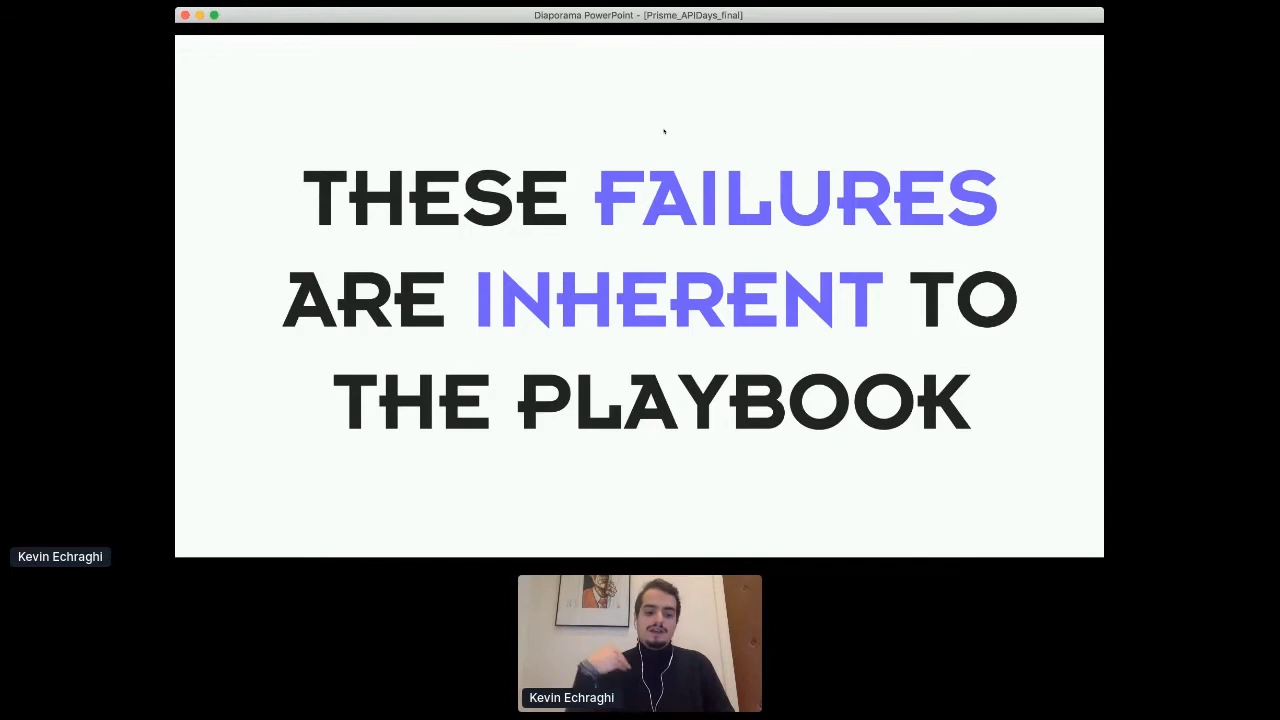 Diaporama PowerPoint - [Prisme_APIDays_final]
THESE FAILURES
ARE INHERENT TO
THE PLAYBOOK
Kevin Echraghi
Kevin Echraghi